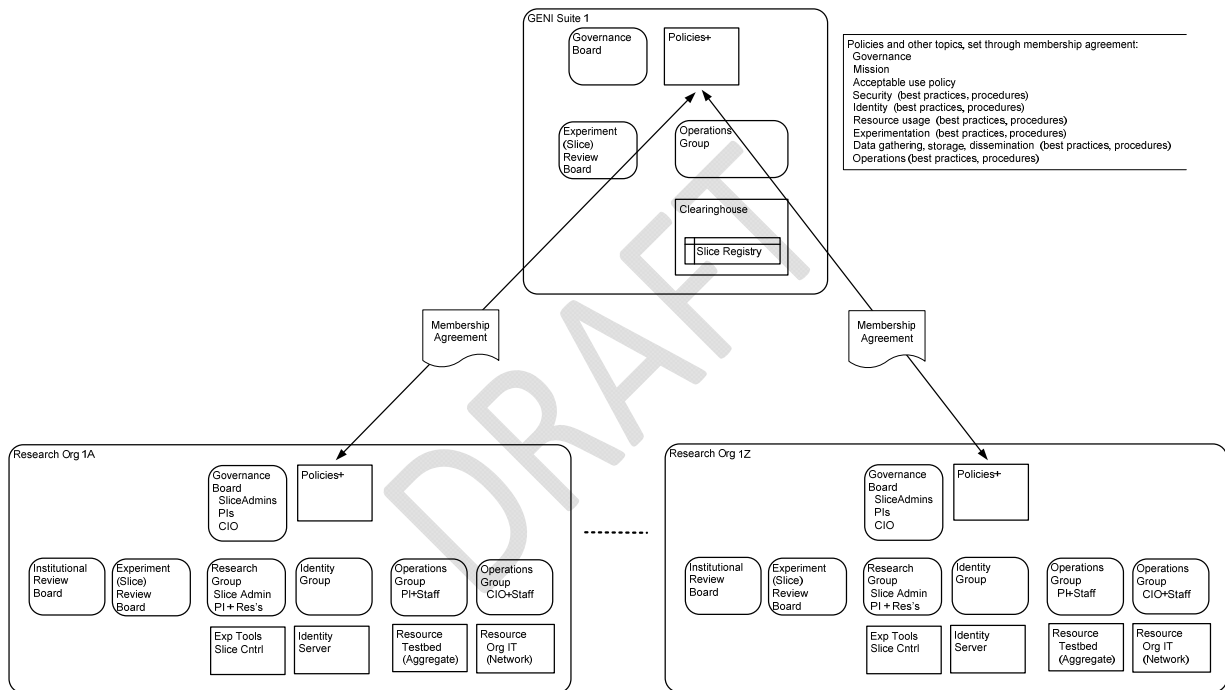 GENI Suite 1
Governance
Board
Policies+
Experiment
(Slice)
Review
Board
Operations
Group
Clearinghouse
Slice Registry
Policies and other topics, set through membership agreement:
Governance
Mission
Acceptable use policy
Security (best practices, procedures)
Identity (best practices, procedures)
Resource usage (best practices, procedures)
Experimentation (best practices, procedures)
Data gathering, storage, dissemination (best practices, procedures)
Operations (best practices, procedures)
Membership
Agreement
Membership
Agreement
DRAFT
Research Org 1A
Governance
Board
SliceAdmins
PIs
CIO
Policies+
Institutional
Review
Board
Experiment
(Slice)
Review
Board
Research
Group
Slice Admin
PI + Res's
Identity
Group
Operations
Group
PI+Staff
Operations
Group
CIO+Staff
Exp Tools
Slice Cntrl
Identity
Server
Resource
Testbed
(Aggregate)
Resource
Org IT
(Network)
Research Org 1Z
Governance
Board
SliceAdmins
PIs
CIO
Policies+
Institutional
Review
Board
Experiment
(Slice)
Review
Board
Research
Group
Slice Admin
PI + Res's
Identity
Group
Operations
Group
PI+Staff
Operations
Group
CIO+Staff
Exp Tools
Slice Cntrl
Identity
Server
Resource
Testbed
(Aggregate)
Resource
Org IT
(Network)